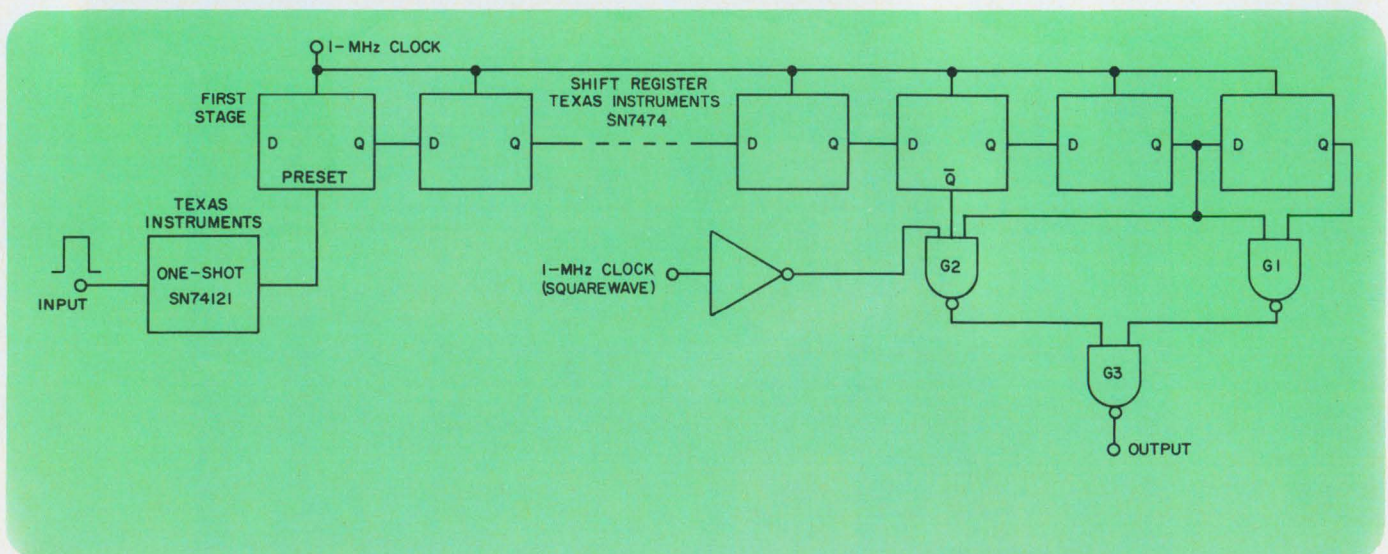 1-MHz CLOCK
FIRST
STAGE
SHIFT REGISTER
TEXAS INSTRUMENTS
SN7474
D Q
PRESET
D Q
D Q
D Q
Q̅
D Q
D Q
TEXAS
INSTRUMENTS
ONE-SHOT
SN74121
INPUT
1-MHz CLOCK
(SQUAREWAVE)
G2
G1
G3
OUTPUT